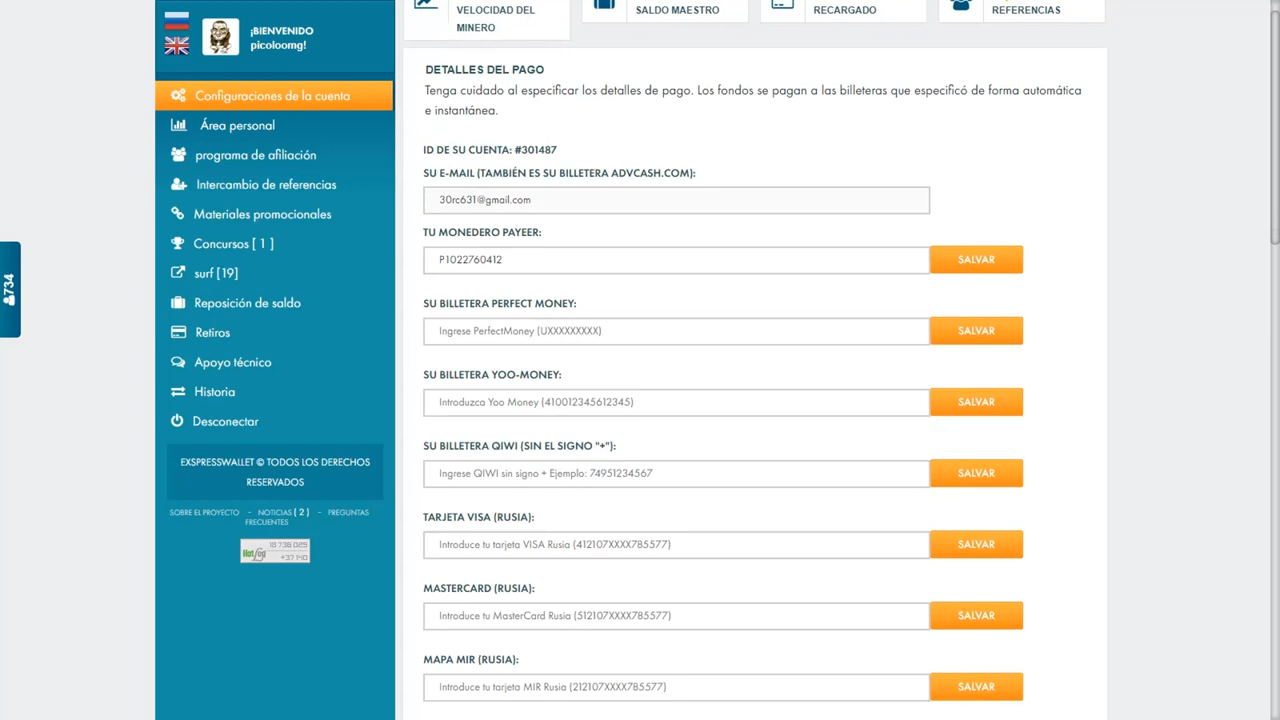 ¡BIENVENIDO
picoloomg!
Configuraciones de la cuenta
Área personal
programa de afiliación
Intercambio de referencias
Materiales promocionales
Concursos [ 1 ]
surf [19]
Reposición de saldo
Retiros
Apoyo técnico
Historia
Desconectar
EXSPRESSWALLET © TODOS LOS DERECHOS
RESERVADOS
SOBRE EL PROYECTO – NOTICIAS ( 2 ) – PREGUNTAS
FRECUENTES
HotLog
18 738 025
+37 140
734
VELOCIDAD DEL
MINERO
SALDO MAESTRO
RECARGADO
REFERENCIAS
DETALLES DEL PAGO
Tenga cuidado al especificar los detalles de pago. Los fondos se pagan a las billeteras que especificó de forma automática
e instantánea.
ID DE SU CUENTA: #301487
SU E-MAIL (TAMBIÉN ES SU BILLETERA ADVCASH.COM):
30rc631@gmail.com
TU MONEDERO PAYEER:
P1022760412
SALVAR
SU BILLETERA PERFECT MONEY:
Ingrese PerfectMoney (UXXXXXXXXX)
SALVAR
SU BILLETERA YOO-MONEY:
Introduzca Yoo Money (410012345612345)
SALVAR
SU BILLETERA QIWI (SIN EL SIGNO "+"):
Ingrese QIWI sin signo + Ejemplo: 74951234567
SALVAR
TARJETA VISA (RUSIA):
Introduce tu tarjeta VISA Rusia (412107XXXX785577)
SALVAR
MASTERCARD (RUSIA):
Introduce tu MasterCard Rusia (512107XXXX785577)
SALVAR
MAPA MIR (RUSIA):
Introduce tu tarjeta MIR Rusia (212107XXXX785577)
SALVAR